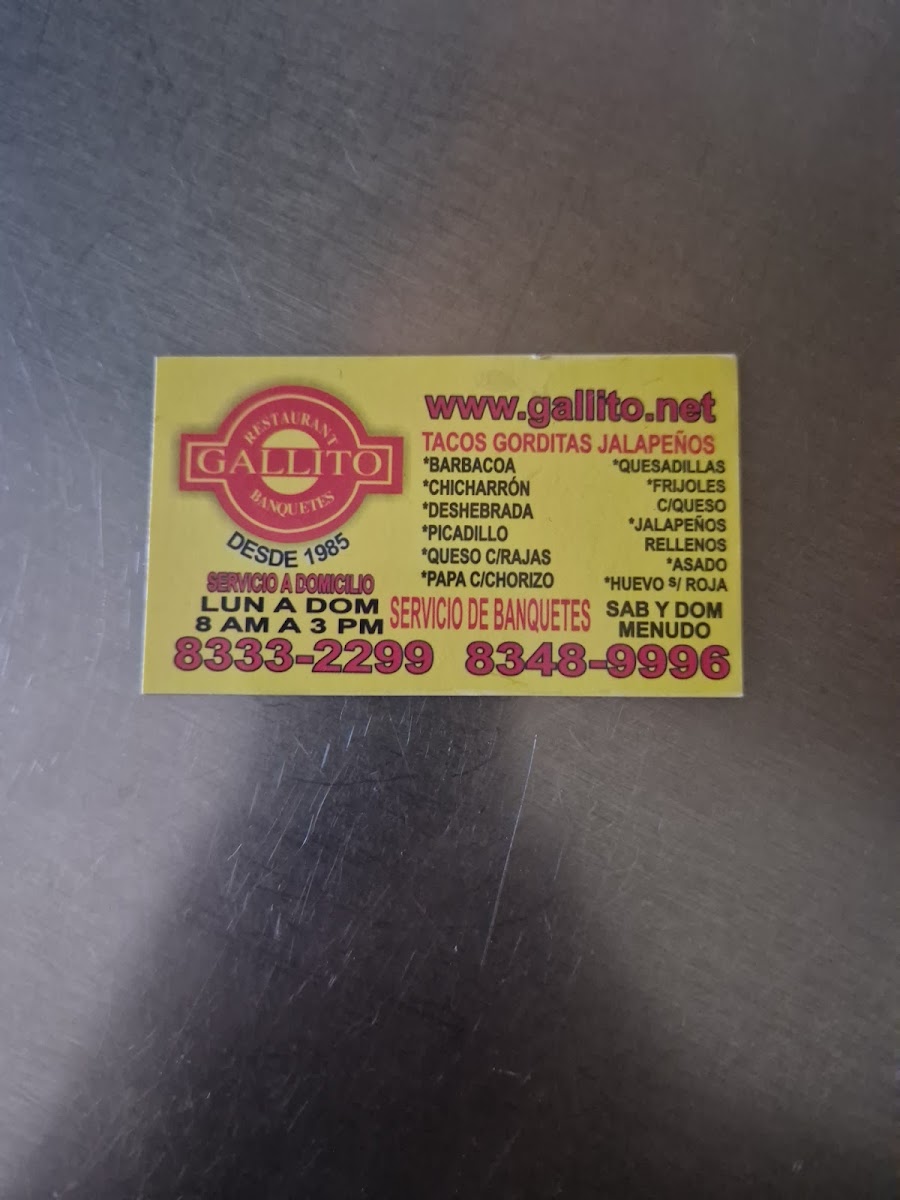 RESTAURANT
GALLITO
BANQUETES
DESDE 1985
SERVICIO A DOMICILIO
LUN A DOM
8 AM A 3 PM
www.gallito.net
TACOS GORDITAS JALAPEÑOS
*BARBACOA
*CHICHARRÓN
*DESHEBRADA
*PICADILLO
*QUESO C/RAJAS
*PAPA C/CHORIZO
*QUESADILLAS
*FRIJOLES
C/QUESO
*JALAPEÑOS
RELLENOS
*ASADO
*HUEVO s/ ROJA
SERVICIO DE BANQUETES
SAB Y DOM
MENUDO
8333-2299 8348-9996